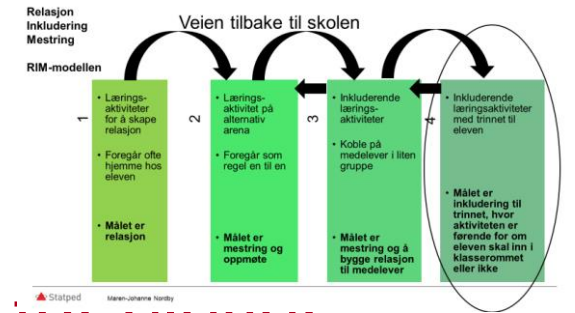 Relasjon
Inkludering
Mestring
RIM-modellen
Veien tilbake til skolen
1
• Lærings-
aktiviteter
for å skape
relasjon
• Foregår ofte
hjemme hos
eleven
• Målet er
relasjon
2
• Lærings-
aktivitet på
alternativ
arena
• Foregår som
regel en til en
• Målet er
mestring og
oppmøte
3
• Inkluderende
lærings-
aktiviteter
• Koble på
medelever i liten
gruppe
• Målet er
mestring og å
bygge relasjon
til medelever
4
• Inkluderende
læringsaktiviteter
med trinnet til
eleven
• Målet er
inkludering til
trinnet, hvor
aktiviteten er
førende for om
eleven skal inn i
klasserommet
eller ikke
Statped
Maren-Johanne Nordby